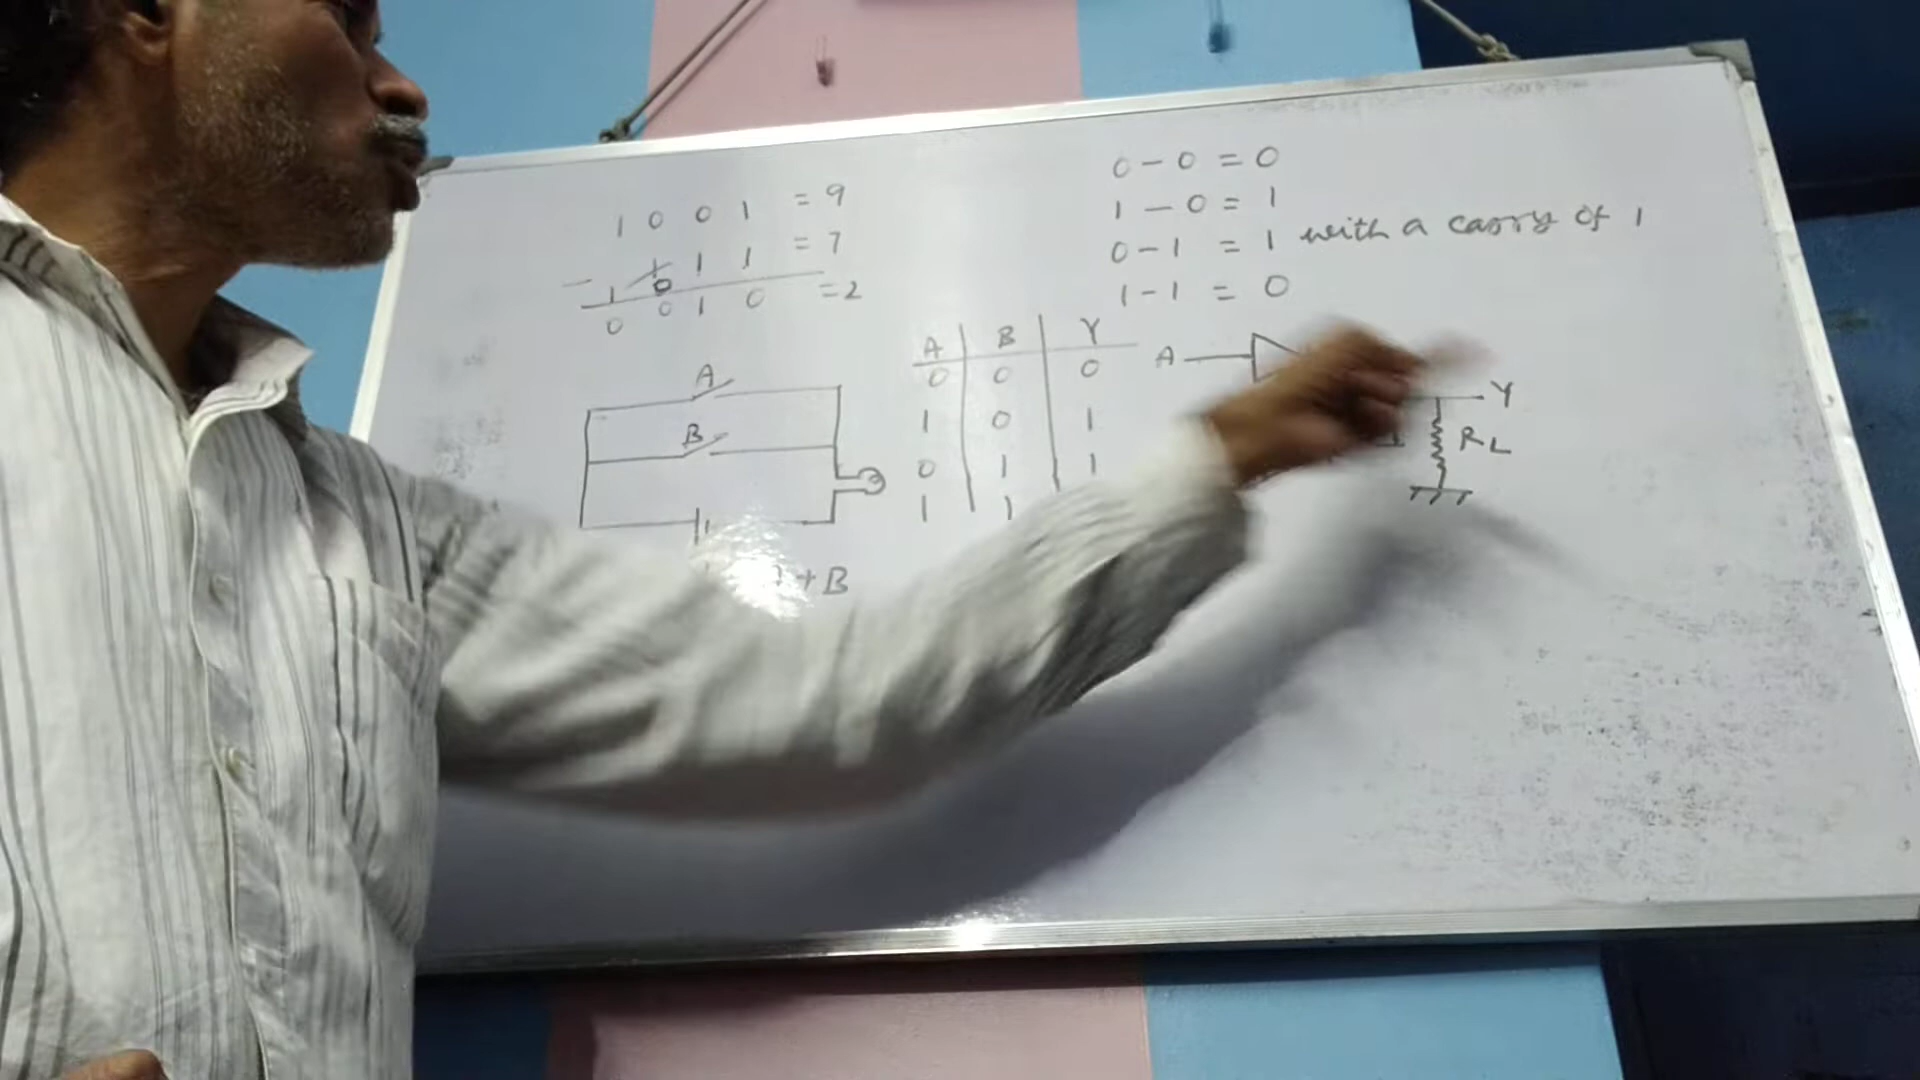 1 0 0 1 = 9
- 1 1 1 = 7
1 0
0 0 1 0 = 2
0 - 0 = 0
1 - 0 = 1
0 - 1 = 1 with a carry of 1
1 - 1 = 0
A
B
+ B
A B Y
0 0 0
1 0 1
0 1 1
1 1
A
Y
RL